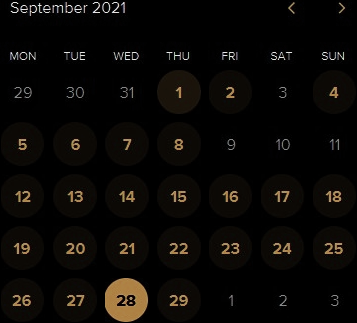 September 2021
MON TUE WED THU FRI SAT SUN
29 30 31 1 2 3 4
5 6 7 8 9 10 11
12 13 14 15 16 17 18
19 20 21 22 23 24 25
26 27 28 29 1 2 3